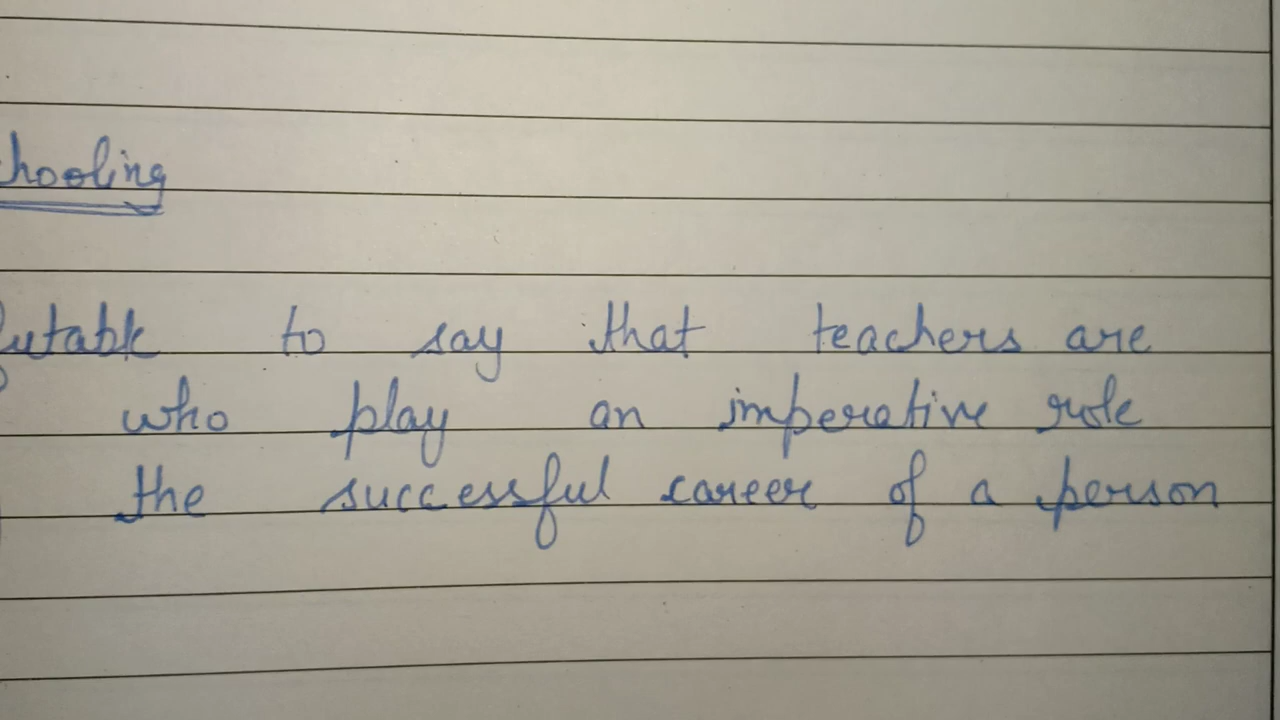 hooling
utable to say that teachers are
who play an imperative role
the successful career of a person